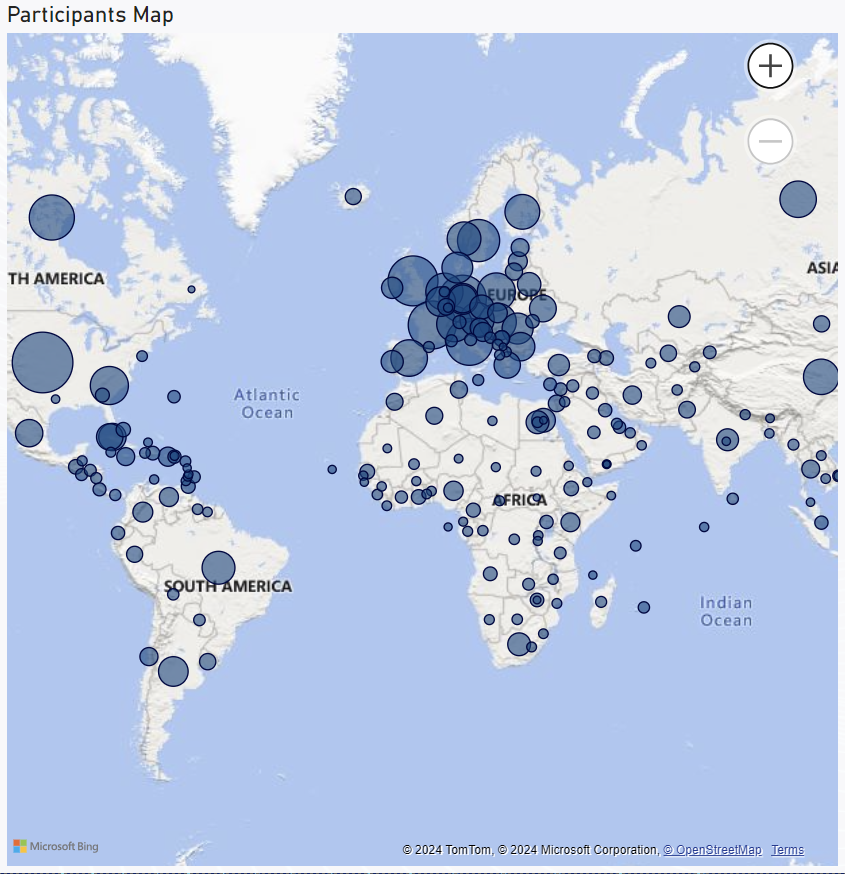 Participants Map
TH AMERICA
ASIA
EUROPE
Atlantic
Ocean
AFRICA
SOUTH AMERICA
Indian
Ocean
Microsoft Bing
© 2024 TomTom, © 2024 Microsoft Corporation, © OpenStreetMap Terms